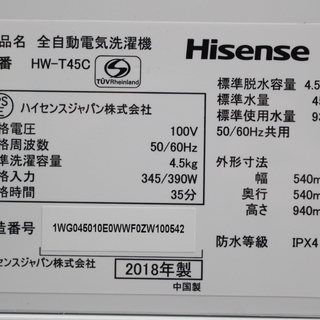 品名 全自動電気洗濯機
Hisense
番 HW-T45C
TÜVRheinland
標準脱水容量 4.5
標準水量 45
標準使用水量 93
50/60Hz共用
PS
E
ハイセンスジャパン株式会社
格電圧 100V
格周波数 50/60Hz
準洗濯容量 4.5kg
格入力 345/390W
格時間 35分
外形寸法
幅 540mm
奥行 540m
高さ 940m
造番号 1WG045010E0WWF0ZW100542
防水等級 IPX4
イセンスジャパン株式会社
2018年製
中国製